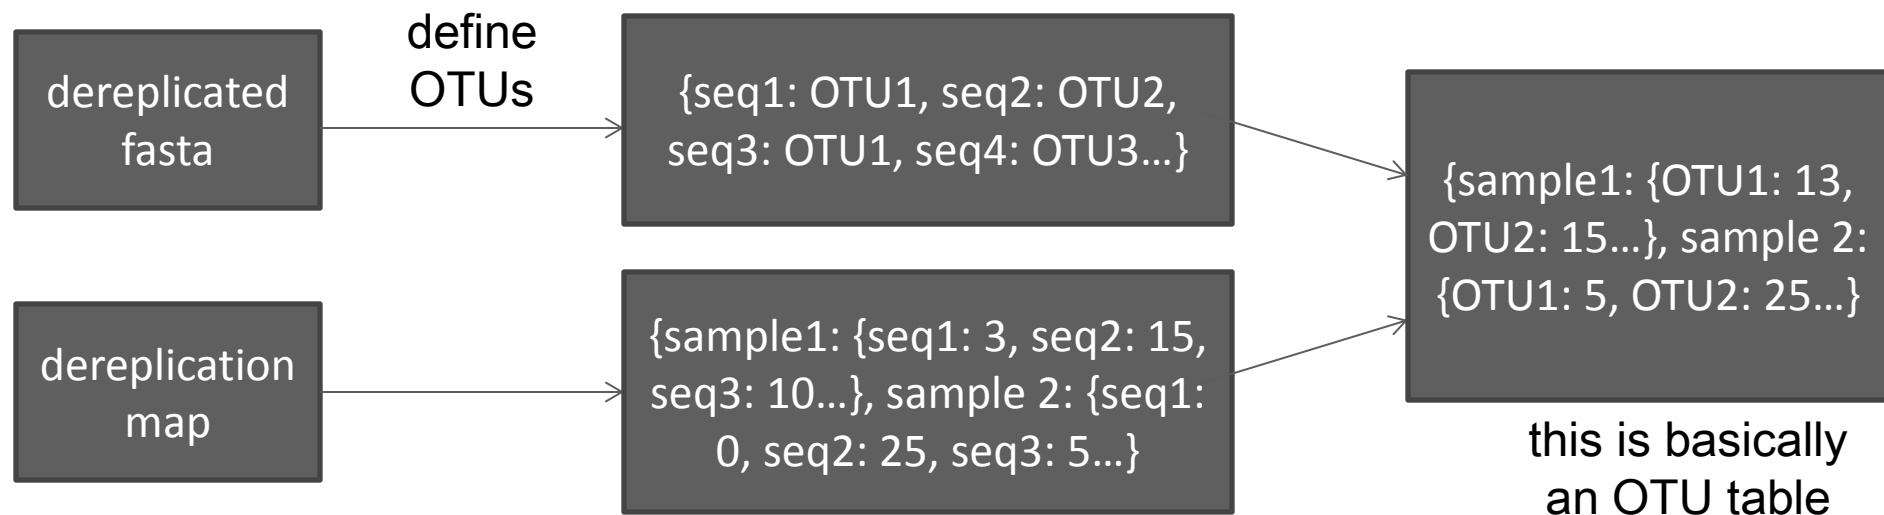 dereplicated
fasta
define
OTUs
{seq1: OTU1, seq2: OTU2,
seq3: OTU1, seq4: OTU3…}
dereplication
map
{sample1: {seq1: 3, seq2: 15,
seq3: 10…}, sample 2: {seq1:
0, seq2: 25, seq3: 5…}
{sample1: {OTU1: 13,
OTU2: 15…}, sample 2:
{OTU1: 5, OTU2: 25…}
this is basically
an OTU table